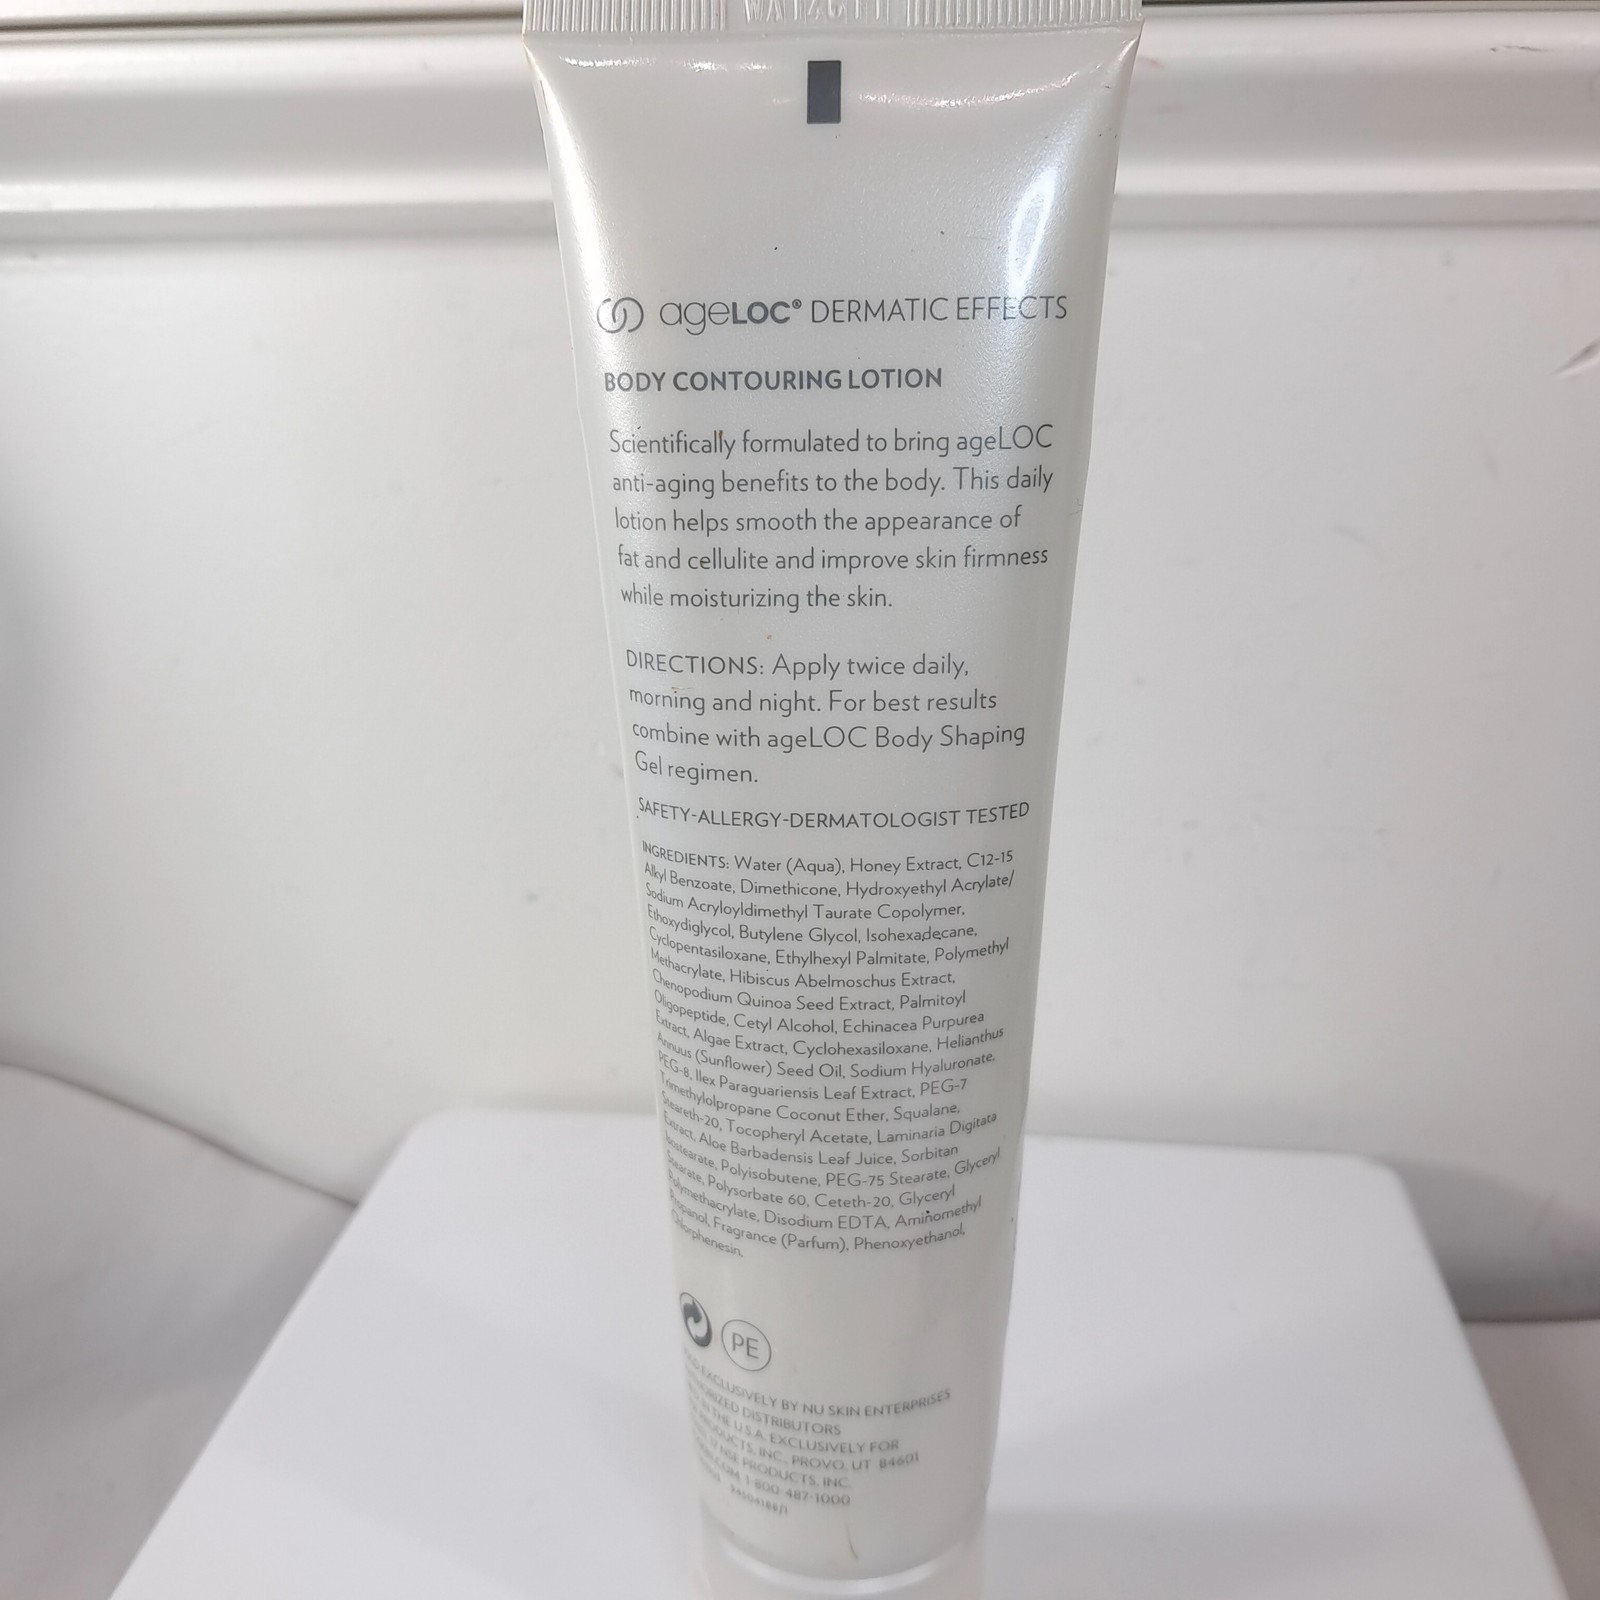 ageLOC® DERMATIC EFFECTS
BODY CONTOURING LOTION
Scientifically formulated to bring ageLOC
anti-aging benefits to the body. This daily
lotion helps smooth the appearance of
fat and cellulite and improve skin firmness
while moisturizing the skin.
DIRECTIONS: Apply twice daily,
morning and night. For best results
combine with ageLOC Body Shaping
Gel regimen.
SAFETY-ALLERGY-DERMATOLOGIST TESTED
INGREDIENTS: Water (Aqua), Honey Extract, C12-15
Alkyl Benzoate, Dimethicone, Hydroxyethyl Acrylate/
Sodium Acryloyldimethyl Taurate Copolymer,
Ethoxydiglycol, Butylene Glycol, Isohexadecane,
Cyclopentasiloxane, Ethylhexyl Palmitate, Polymethyl
Methacrylate, Hibiscus Abelmoschus Extract,
Chenopodium Quinoa Seed Extract, Palmitoyl
Oligopeptide, Cetyl Alcohol, Echinacea Purpurea
Extract, Algae Extract, Cyclohexasiloxane, Helianthus
Annuus (Sunflower) Seed Oil, Sodium Hyaluronate,
PEG-8, Ilex Paraguariensis Leaf Extract, PEG-7
Trimethylolpropane Coconut Ether, Squalane,
Steareth-20, Tocopheryl Acetate, Laminaria Digitata
Extract, Aloe Barbadensis Leaf Juice, Sorbitan
Isostearate, Polyisobutene, PEG-75 Stearate, Glyceryl
Stearate, Polysorbate 60, Ceteth-20, Glyceryl
Polymethacrylate, Disodium EDTA, Aminomethyl
Propanol, Fragrance (Parfum), Phenoxyethanol,
Chlorphenesin.
PE
EXCLUSIVELY BY NU SKIN ENTERPRISES
DISTRIBUTORS
IN THE U.S.A. EXCLUSIVELY FOR
PRODUCTS, INC., PROVO, UT 84601
NSE PRODUCTS, INC.
1-800-487-1000